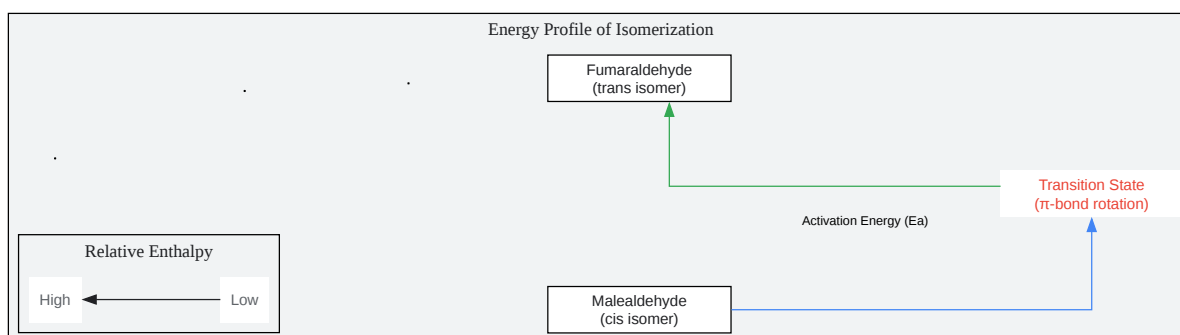 Energy Profile of Isomerization
Fumaraldehyde
(trans isomer)
Transition State
(π-bond rotation)
Activation Energy (Ea)
Relative Enthalpy
High
Low
Malealdehyde
(cis isomer)